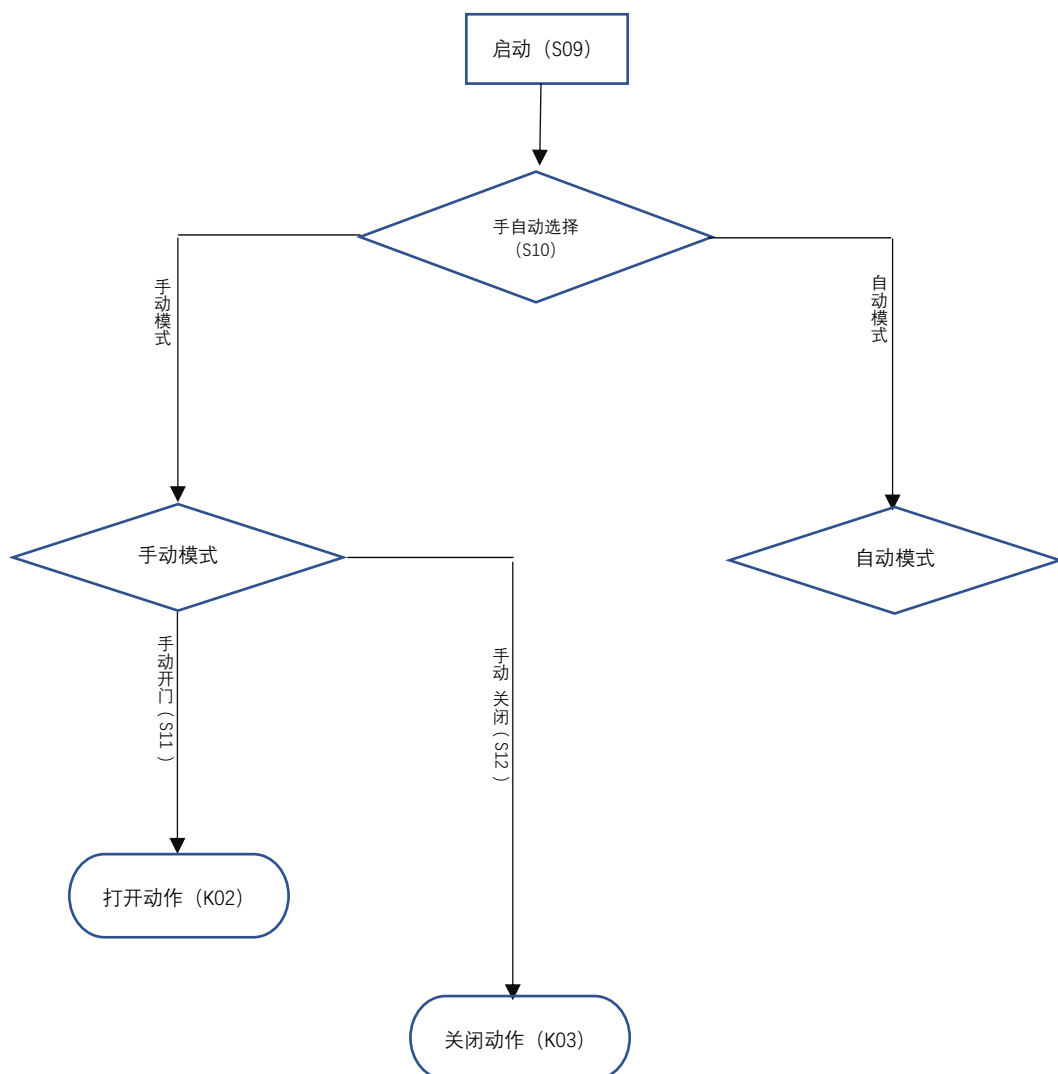 启动（S09）
手自动选择
（S10）
手动模式
自动模式
手动模式
自动模式
手动开门（S11）
手动 关闭（S12）
打开动作（K02）
关闭动作（K03）